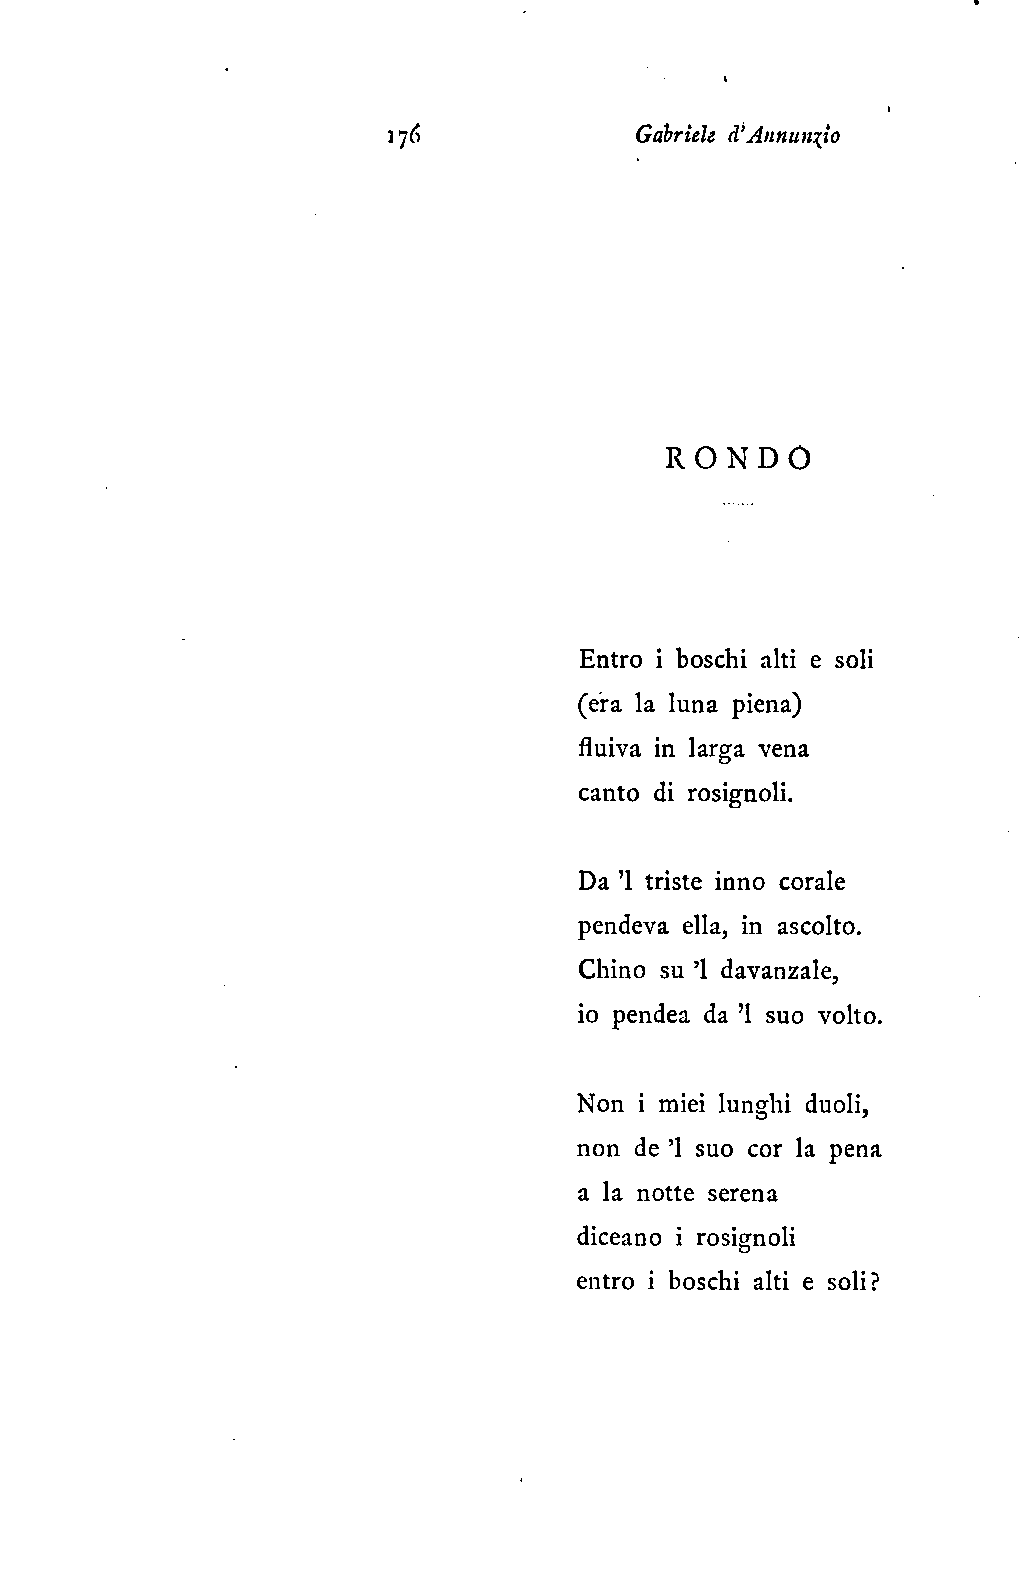 176 Gabriele d'Annunzio
RONDÒ
Entro i boschi alti e soli
(era la luna piena)
fluiva in larga vena
canto di rosignoli.
Da 'l triste inno corale
pendeva ella, in ascolto.
Chino su 'l davanzale,
io pendea da 'l suo volto.
Non i miei lunghi duoli,
non de 'l suo cor la pena
a la notte serena
diceano i rosignoli
entro i boschi alti e soli?